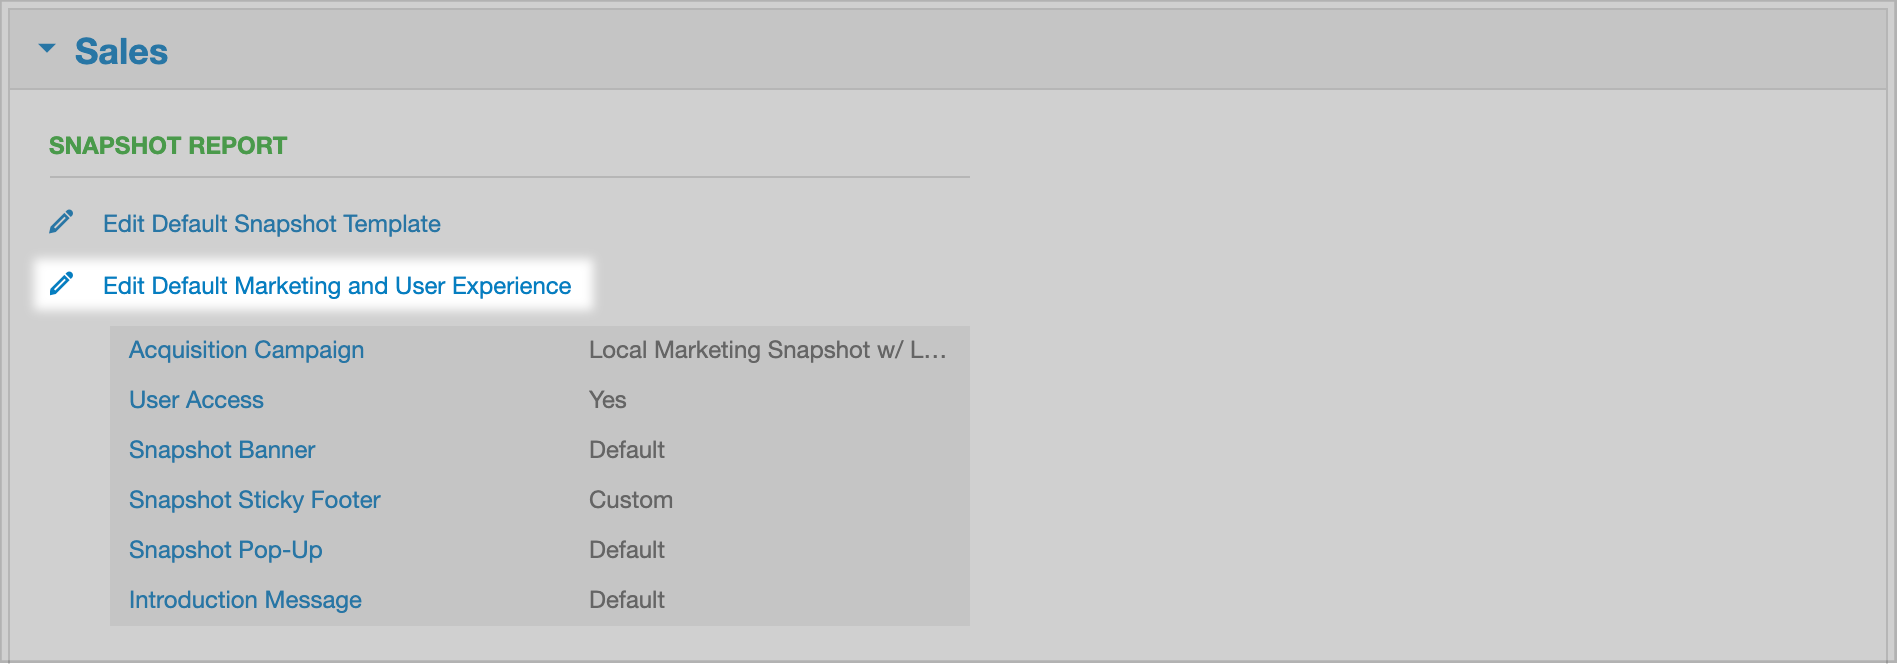 Sales
SNAPSHOT REPORT
Edit Default Snapshot Template
Edit Default Marketing and User Experience
Acquisition Campaign Local Marketing Snapshot w/ L...
User Access Yes
Snapshot Banner Default
Snapshot Sticky Footer Custom
Snapshot Pop-Up Default
Introduction Message Default